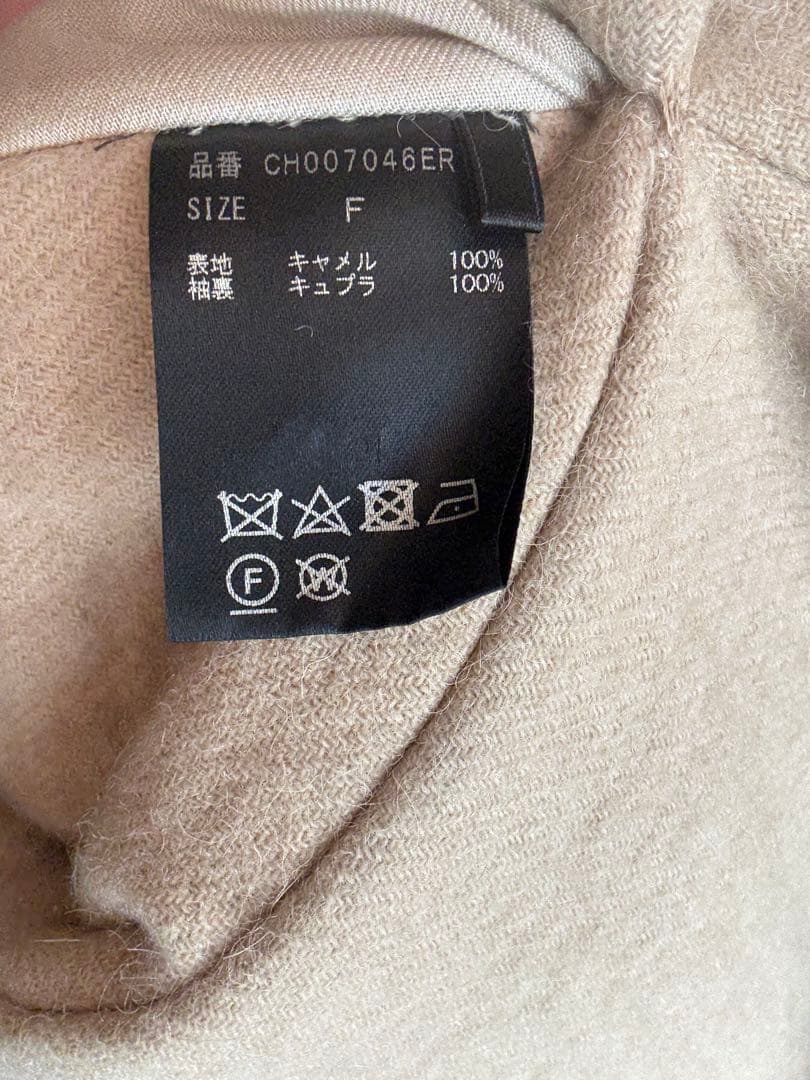 品番 CH007046ER
SIZE F
表地 キャメル 100%
袖裏 キュプラ 100%
F W